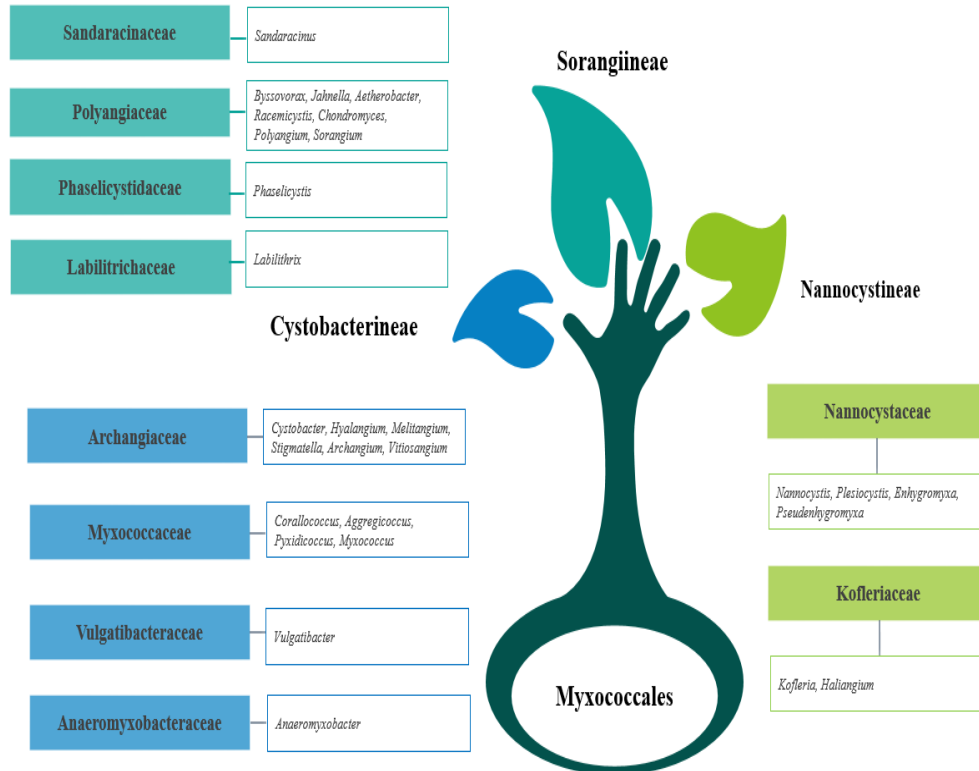 Sandaracinaceae
Sandaracinus
Polyangiaceae
Byssovorax, Jahnella, Aetherobacter,
Racemicystis, Chondromyces,
Polyangium, Sorangium
Phaselicystidaceae
Phaselicystis
Labilitrichaceae
Labilithrix
Sorangiineae
Nannocystineae
Cystobacterineae
Archangiaceae
Cystobacter, Hyalangium, Melitangium,
Stigmatella, Archangium, Vitiosangium
Myxococcaceae
Corallococcus, Aggregicoccus,
Pyxidicoccus, Myxococcus
Vulgatibacteraceae
Vulgatibacter
Anaeromyxobacteraceae
Anaeromyxobacter
Nannocystaceae
Nannocystis, Plesiocystis, Enhygromyxa,
Pseudenhygromyxa
Kofleriaceae
Kofleria, Haliangium
Myxococcales